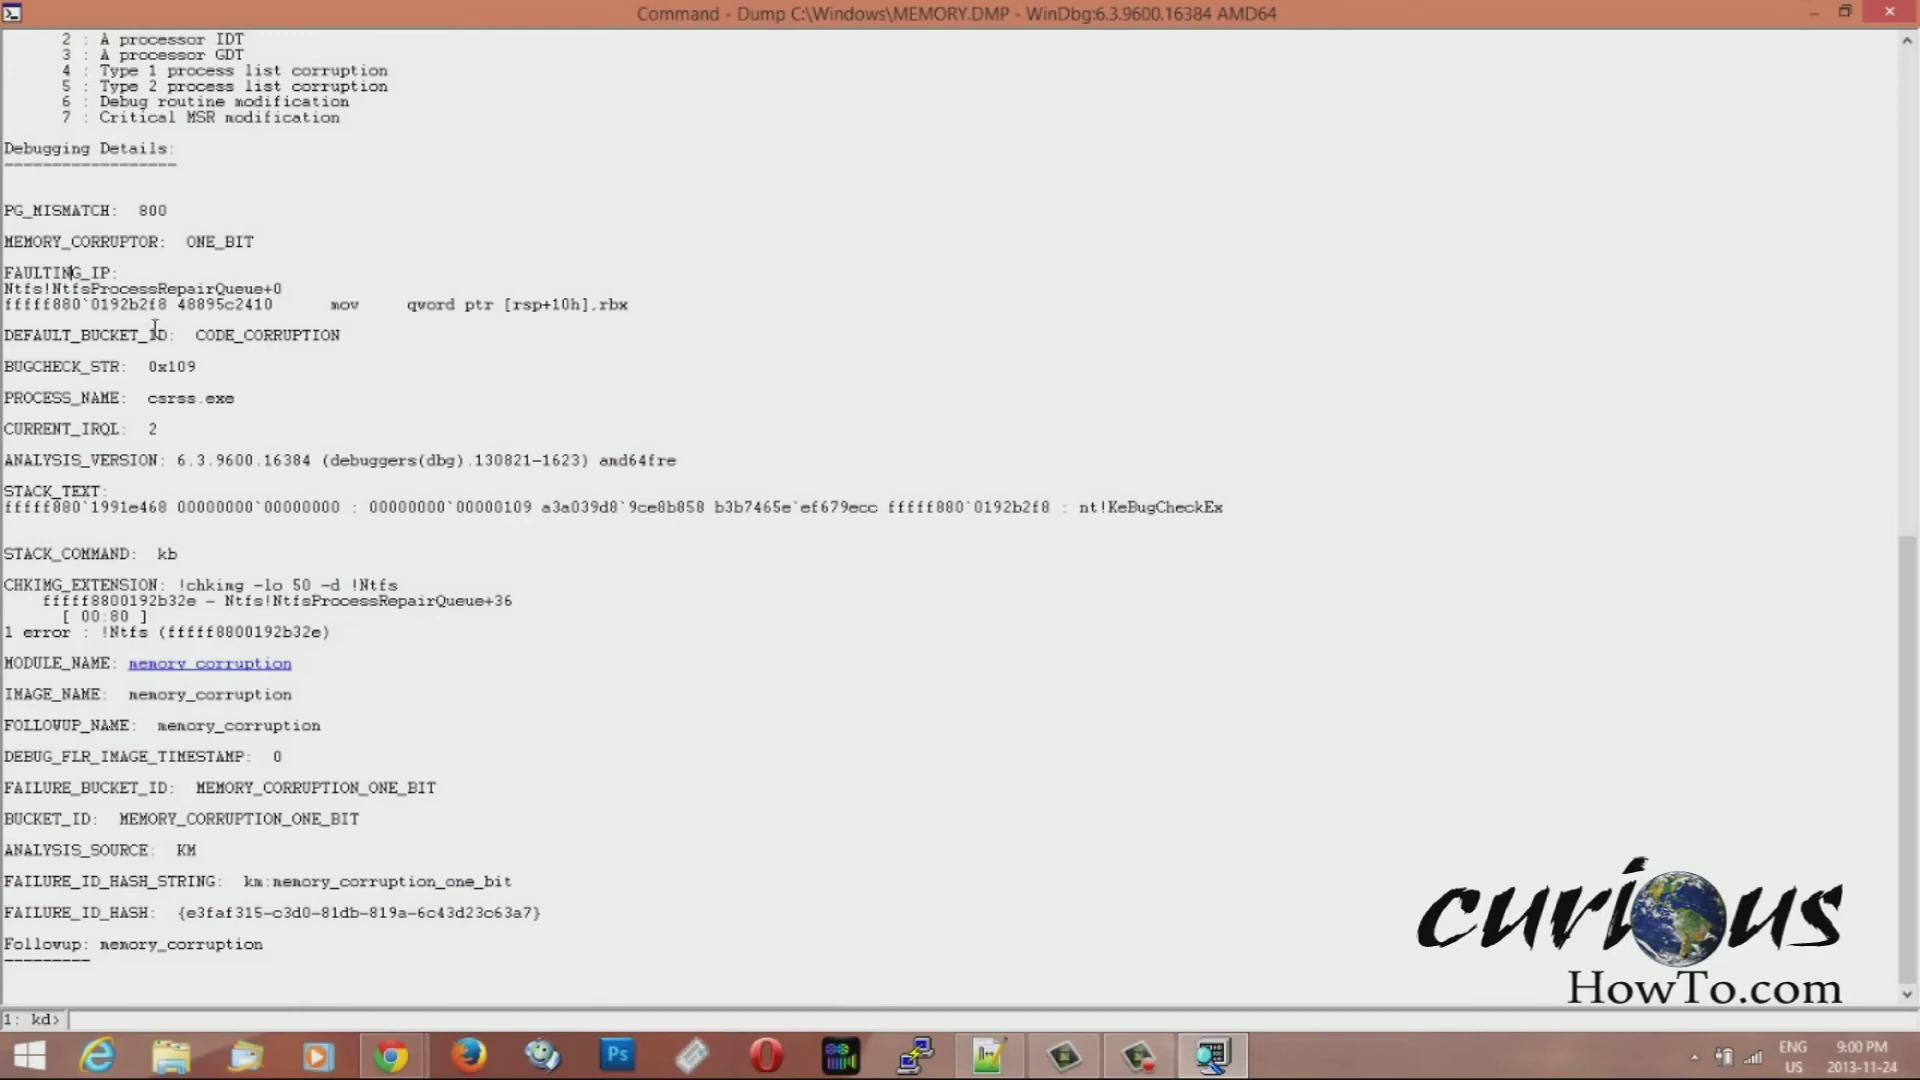 Command - Dump C:\Windows\MEMORY.DMP - WinDbg:6.3.9600.16384 AMD64
2 : A processor IDT
3 : A processor GDT
4 : Type 1 process list corruption
5 : Type 2 process list corruption
6 : Debug routine modification
7 : Critical MSR modification
Debugging Details:
------------------
PG_MISMATCH: 800
MEMORY_CORRUPTOR: ONE_BIT
FAULTING_IP:
Ntfs!NtfsProcessRepairQueue+0
fffff880`0192b2f8 48895c2410 mov qword ptr [rsp+10h],rbx
DEFAULT_BUCKET_ID: CODE_CORRUPTION
BUGCHECK_STR: 0x109
PROCESS_NAME: csrss.exe
CURRENT_IRQL: 2
ANALYSIS_VERSION: 6.3.9600.16384 (debuggers(dbg).130821-1623) amd64fre
STACK_TEXT:
fffff880`1991e468 00000000`00000000 : 00000000`00000109 a3a039d8`9ce8b858 b3b7465e`ef679ecc fffff880`0192b2f8 : nt!KeBugCheckEx
STACK_COMMAND: kb
CHKIMG_EXTENSION: !chkimg -lo 50 -d !Ntfs
fffff8800192b32e - Ntfs!NtfsProcessRepairQueue+36
[ 00:80 ]
1 error : !Ntfs (fffff8800192b32e)
MODULE_NAME: memory_corruption
IMAGE_NAME: memory_corruption
FOLLOWUP_NAME: memory_corruption
DEBUG_FLR_IMAGE_TIMESTAMP: 0
FAILURE_BUCKET_ID: MEMORY_CORRUPTION_ONE_BIT
BUCKET_ID: MEMORY_CORRUPTION_ONE_BIT
ANALYSIS_SOURCE: KM
FAILURE_ID_HASH_STRING: km:memory_corruption_one_bit
FAILURE_ID_HASH: {e3faf315-c3d0-81db-819a-6c43d23c63a7}
Followup: memory_corruption
---------
curious
HowTo.com
1: kd>
Ps
ENG
US
9:00 PM
2013-11-24